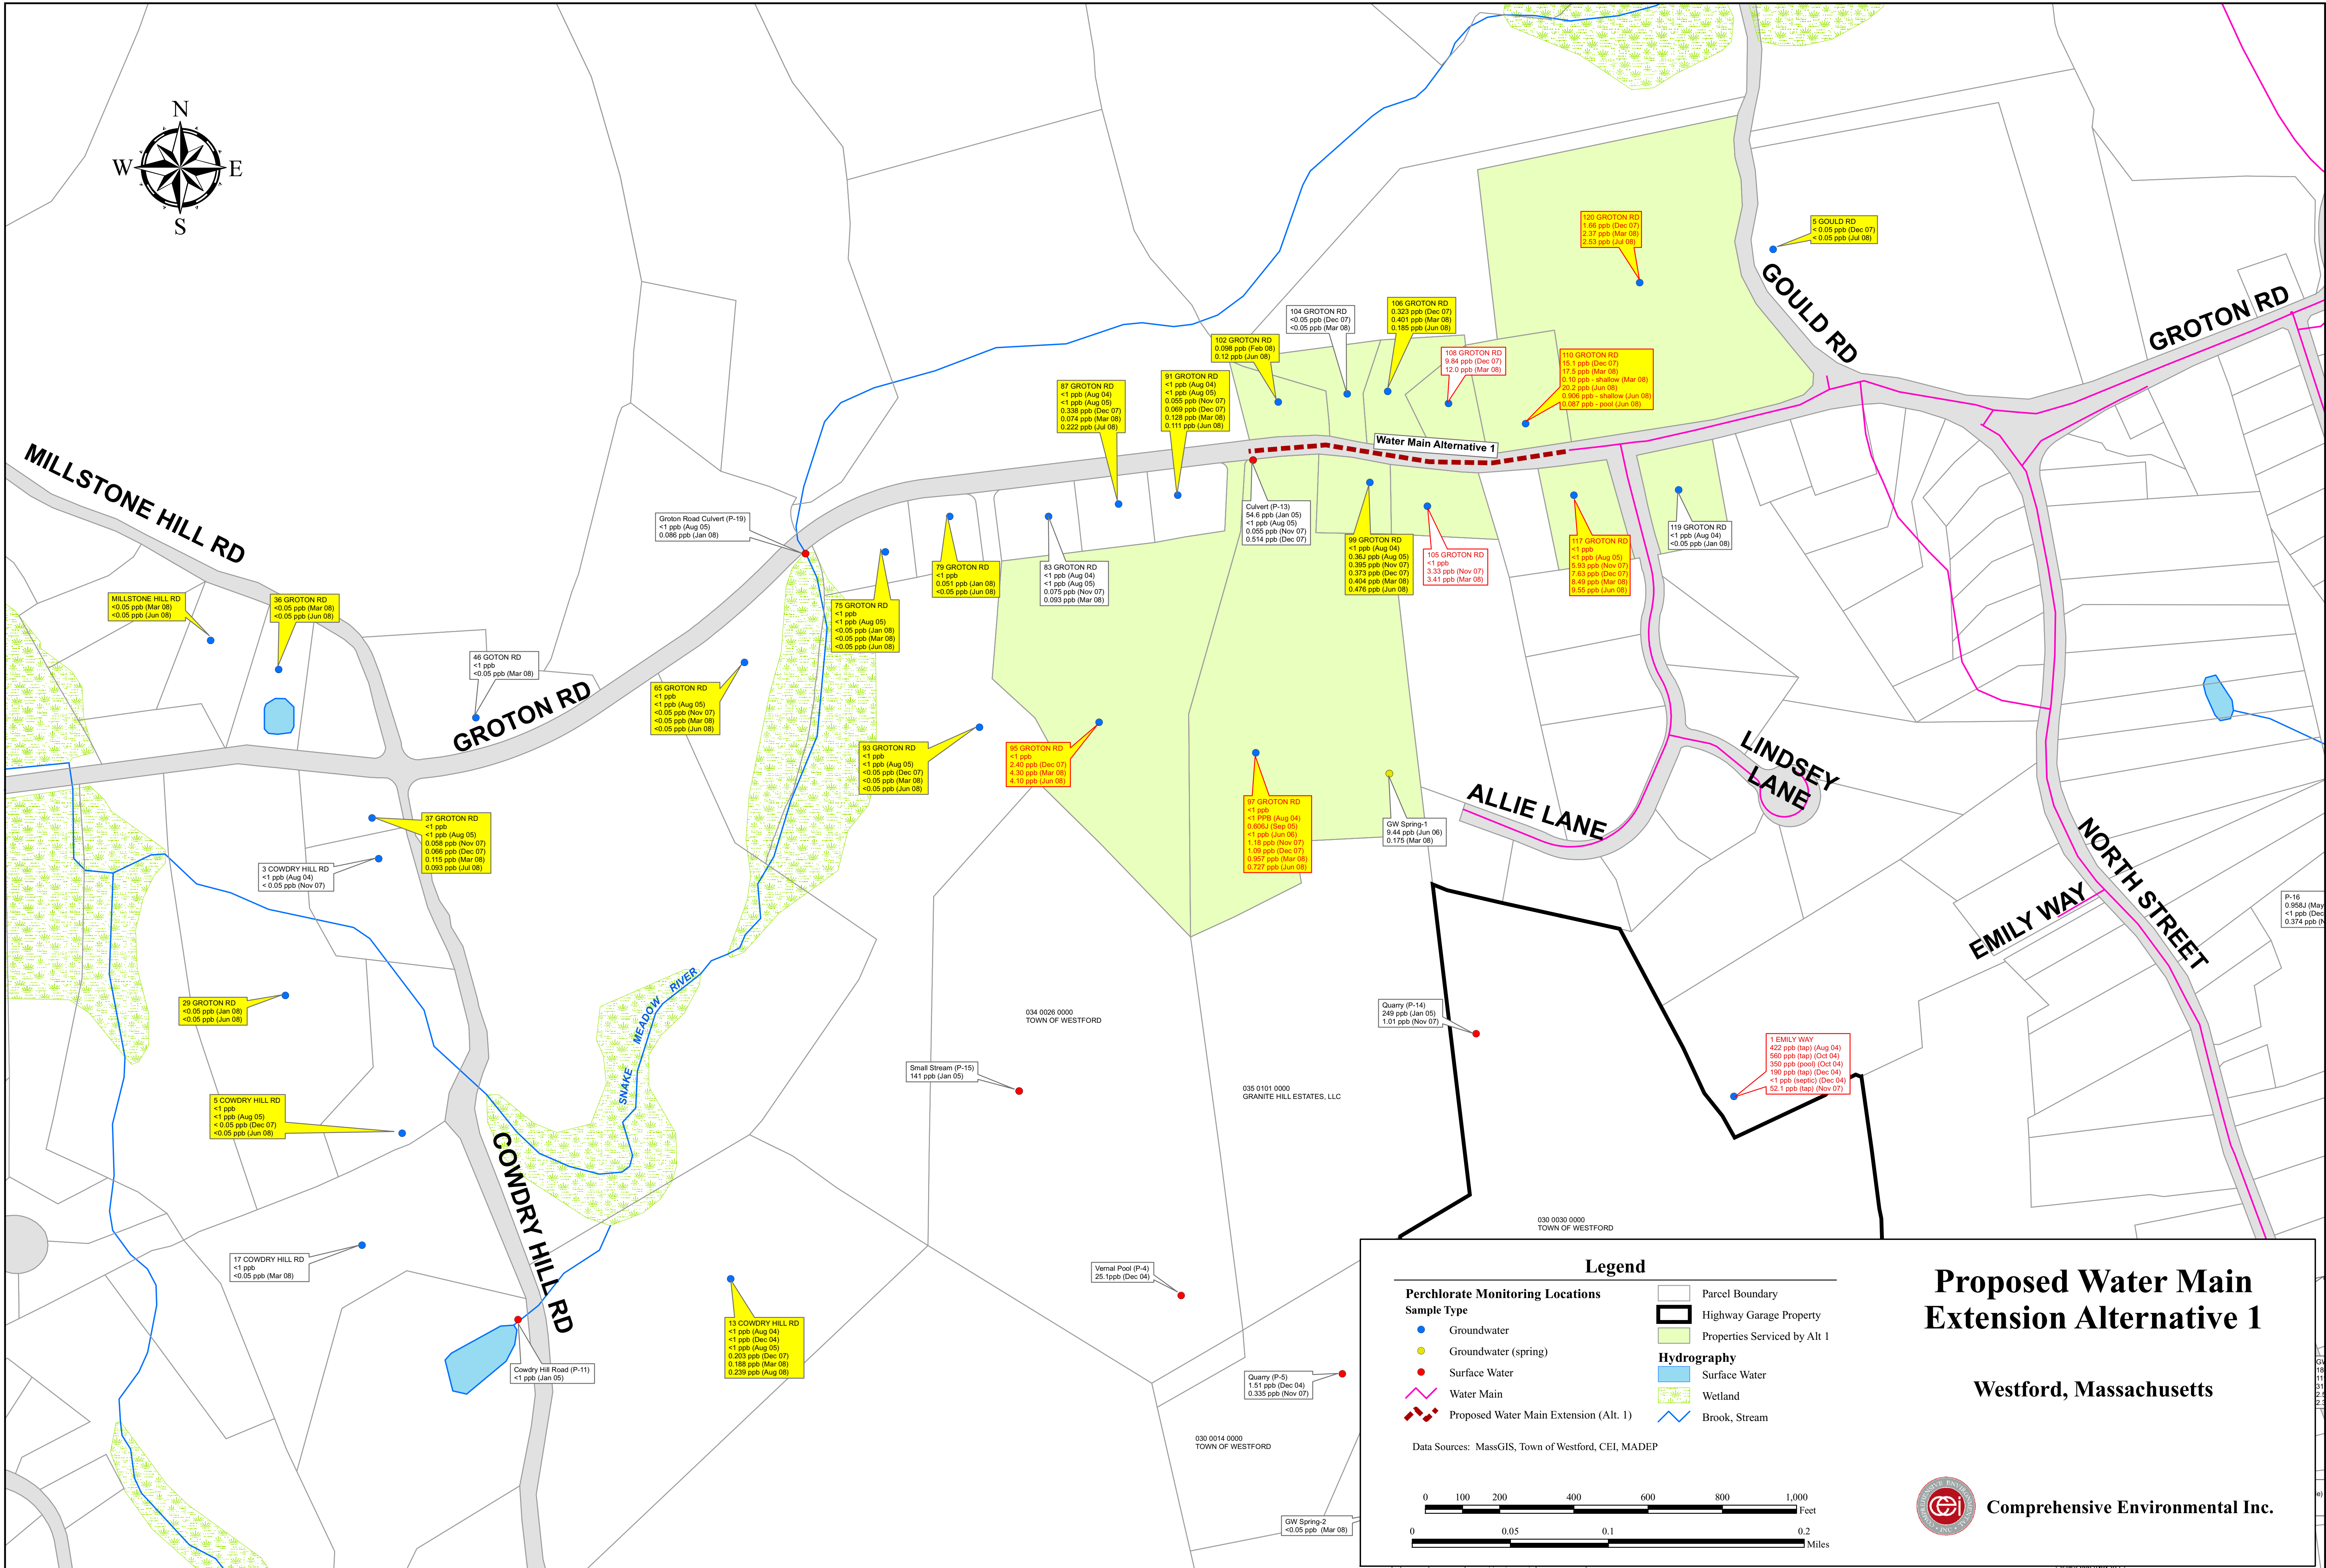 N
W
E
S
120 GROTON RD
1.66 ppb (Dec 07)
2.37 ppb (Mar 08)
2.53 ppb (Jul 08)
5 GOULD RD
< 0.05 ppb (Dec 07)
< 0.05 ppb (Jul 08)
GOULD RD
GROTON RD
102 GROTON RD
0.098 ppb (Feb 08)
0.12 ppb (Jun 08)
104 GROTON RD
<0.05 ppb (Dec 07)
<0.05 ppb (Mar 08)
106 GROTON RD
0.323 ppb (Dec 07)
0.401 ppb (Mar 08)
0.185 ppb (Jun 08)
108 GROTON RD
9.84 ppb (Dec 07)
12.0 ppb (Mar 08)
110 GROTON RD
15.1 ppb (Dec 07)
17.5 ppb (Mar 08)
0.10 ppb - shallow (Mar 08)
20.2 ppb (Jun 08)
0.906 ppb - shallow (Jun 08)
0.087 ppb - pool (Jun 08)
87 GROTON RD
<1 ppb (Aug 04)
<1 ppb (Aug 05)
0.338 ppb (Dec 07)
0.074 ppb (Mar 08)
0.222 ppb (Jul 08)
91 GROTON RD
<1 ppb (Aug 04)
<1 ppb (Aug 05)
0.055 ppb (Nov 07)
0.069 ppb (Dec 07)
0.128 ppb (Mar 08)
0.111 ppb (Jun 08)
Water Main Alternative 1
MILLSTONE HILL RD
Groton Road Culvert (P-19)
<1 ppb (Aug 05)
0.086 ppb (Jan 08)
Culvert (P-13)
54.6 ppb (Jan 05)
<1 ppb (Aug 05)
0.055 ppb (Nov 07)
0.514 ppb (Dec 07)
99 GROTON RD
<1 ppb (Aug 04)
0.36J ppb (Aug 05)
0.395 ppb (Nov 07)
0.373 ppb (Dec 07)
0.404 ppb (Mar 08)
0.476 ppb (Jun 08)
105 GROTON RD
<1 ppb
3.33 ppb (Nov 07)
3.41 ppb (Mar 08)
117 GROTON RD
<1 ppb
<1 ppb (Aug 05)
5.93 ppb (Nov 07)
7.63 ppb (Dec 07)
8.49 ppb (Mar 08)
9.55 ppb (Jun 08)
119 GROTON RD
<1 ppb (Aug 04)
<0.05 ppb (Jan 08)
79 GROTON RD
<1 ppb
0.051 ppb (Jan 08)
<0.05 ppb (Jun 08)
83 GROTON RD
<1 ppb (Aug 04)
<1 ppb (Aug 05)
0.075 ppb (Nov 07)
0.093 ppb (Mar 08)
75 GROTON RD
<1 ppb
<1 ppb (Aug 05)
<0.05 ppb (Jan 08)
<0.05 ppb (Mar 08)
<0.05 ppb (Jun 08)
MILLSTONE HILL RD
<0.05 ppb (Mar 08)
<0.05 ppb (Jun 08)
36 GROTON RD
<0.05 ppb (Mar 08)
<0.05 ppb (Jun 08)
46 GOTON RD
<1 ppb
<0.05 ppb (Mar 08)
GROTON RD
65 GROTON RD
<1 ppb
<1 ppb (Aug 05)
<0.05 ppb (Nov 07)
<0.05 ppb (Mar 08)
<0.05 ppb (Jun 08)
93 GROTON RD
<1 ppb
<1 ppb (Aug 05)
<0.05 ppb (Dec 07)
<0.05 ppb (Mar 08)
<0.05 ppb (Jun 08)
95 GROTON RD
<1 ppb
2.40 ppb (Dec 07)
4.30 ppb (Mar 08)
4.10 ppb (Jun 08)
97 GROTON RD
<1 ppb
<1 PPB (Aug 04)
0.606J (Sep 05)
<1 ppb (Jun 06)
1.18 ppb (Nov 07)
1.09 ppb (Dec 07)
0.957 ppb (Mar 08)
0.727 ppb (Jun 08)
GW Spring-1
9.44 ppb (Jun 06)
0.175 (Mar 08)
ALLIE LANE
LINDSEY
LANE
NORTH STREET
EMILY WAY
P-16
0.958J (May
<1 ppb (Dec
0.374 ppb (N
37 GROTON RD
<1 ppb
<1 ppb (Aug 05)
0.058 ppb (Nov 07)
0.066 ppb (Dec 07)
0.115 ppb (Mar 08)
0.093 ppb (Jul 08)
3 COWDRY HILL RD
<1 ppb (Aug 04)
< 0.05 ppb (Nov 07)
29 GROTON RD
<0.05 ppb (Jan 08)
<0.05 ppb (Jun 08)
SNAKE MEADOW RIVER
034 0026 0000
TOWN OF WESTFORD
Quarry (P-14)
249 ppb (Jan 05)
1.01 ppb (Nov 07)
1 EMILY WAY
422 ppb (tap) (Aug 04)
560 ppb (tap) (Oct 04)
350 ppb (pool) (Oct 04)
190 ppb (tap) (Dec 04)
<1 ppb (septic) (Dec 04)
52.1 ppb (tap) (Nov 07)
Small Stream (P-15)
141 ppb (Jan 05)
035 0101 0000
GRANITE HILL ESTATES, LLC
5 COWDRY HILL RD
<1 ppb
<1 ppb (Aug 05)
< 0.05 ppb (Dec 07)
<0.05 ppb (Jun 08)
COWDRY HILL RD
17 COWDRY HILL RD
<1 ppb
<0.05 ppb (Mar 08)
030 0030 0000
TOWN OF WESTFORD
Vernal Pool (P-4)
25.1ppb (Dec 04)
13 COWDRY HILL RD
<1 ppb (Aug 04)
<1 ppb (Dec 04)
<1 ppb (Aug 05)
0.203 ppb (Dec 07)
0.188 ppb (Mar 08)
0.239 ppb (Aug 08)
Cowdry Hill Road (P-11)
<1 ppb (Jan 05)
Quarry (P-5)
1.51 ppb (Dec 04)
0.335 ppb (Nov 07)
030 0014 0000
TOWN OF WESTFORD
GW Spring-2
<0.05 ppb (Mar 08)
Legend
Perchlorate Monitoring Locations
Sample Type
Groundwater
Groundwater (spring)
Surface Water
Water Main
Proposed Water Main Extension (Alt. 1)
Parcel Boundary
Highway Garage Property
Properties Serviced by Alt 1
Hydrography
Surface Water
Wetland
Brook, Stream
Data Sources: MassGIS, Town of Westford, CEI, MADEP
0 100 200 400 600 800 1,000
Feet
0 0.05 0.1 0.2
Miles
Proposed Water Main
Extension Alternative 1
Westford, Massachusetts
cei
Comprehensive Environmental Inc.